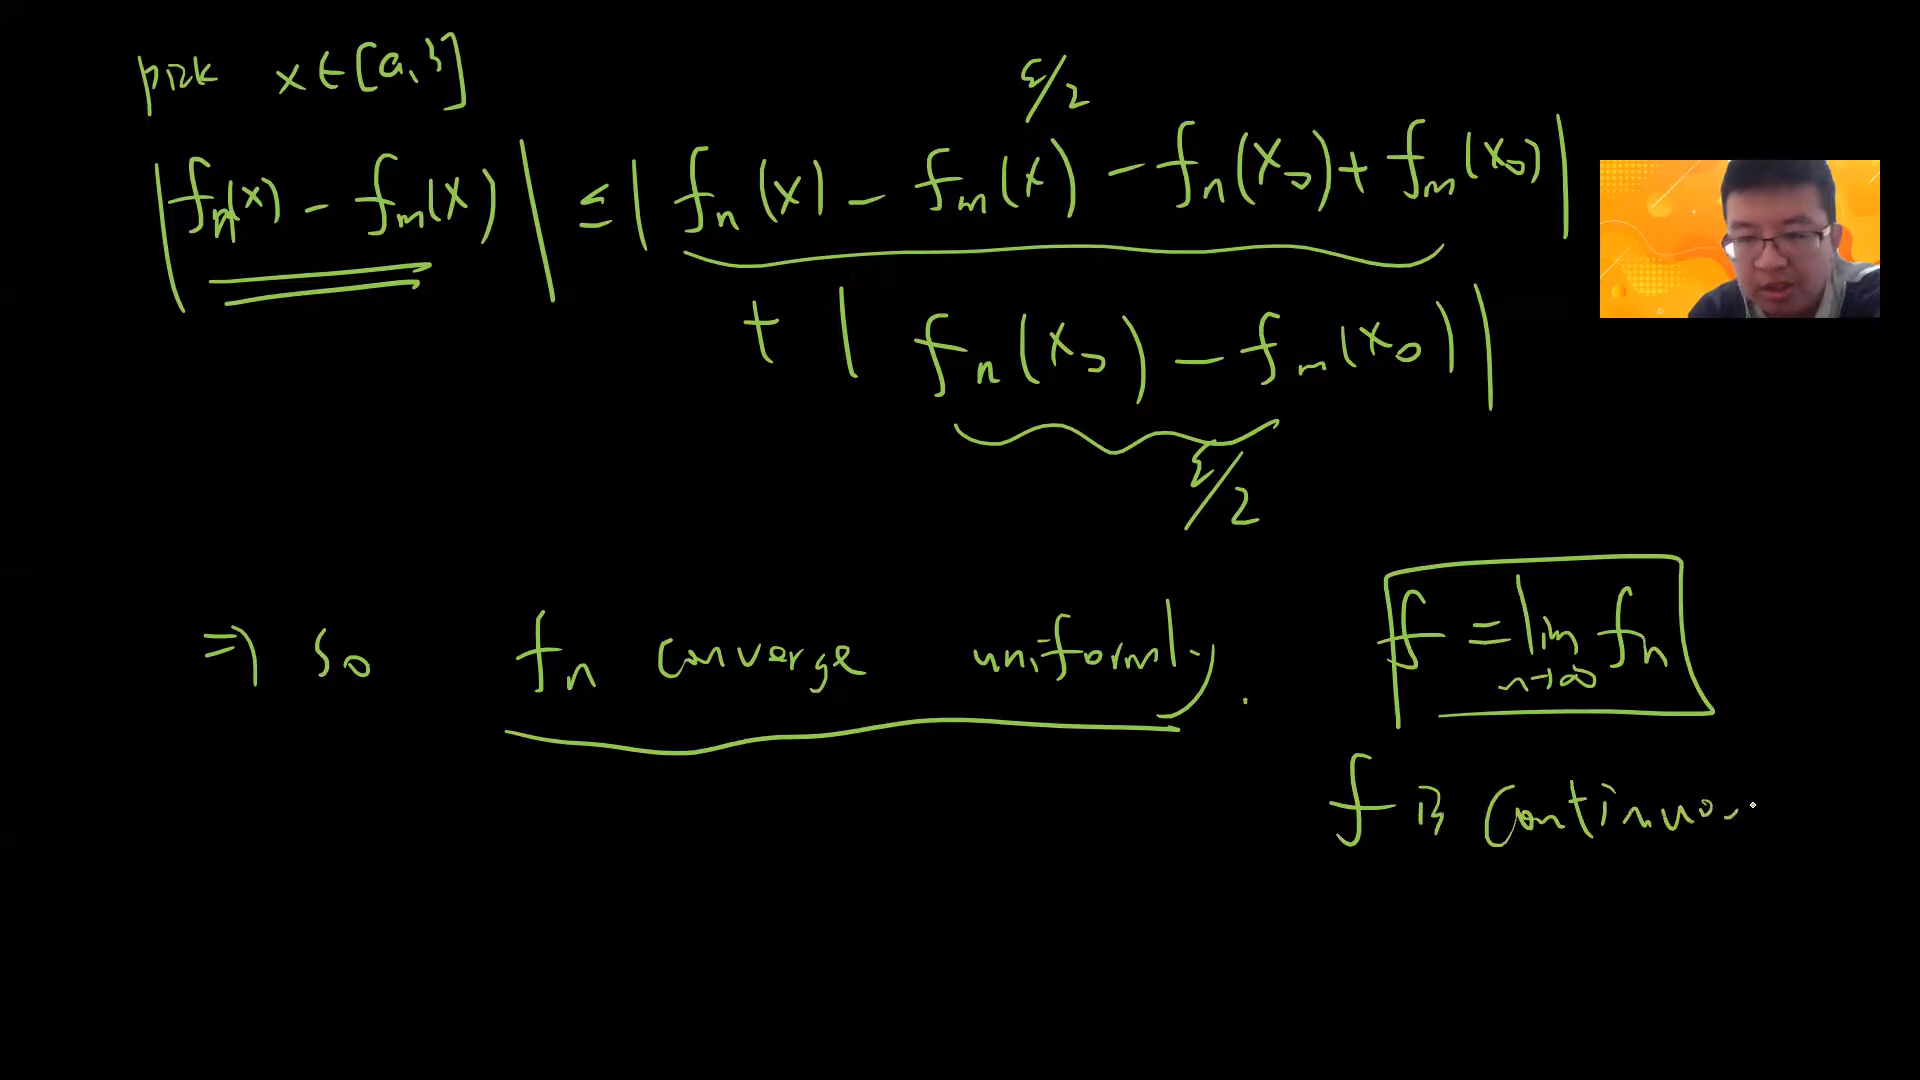 pick x ∈ [a, b]
ε/2
|fn(x) - fm(x)| ≤ |fn(x) - fm(x) - fn(x0) + fm(x0)|
+ |fn(x0) - fm(x0)|
ε/2
⇒ so fn converge uniformly.
f = lim fn
n→∞
f is continuo